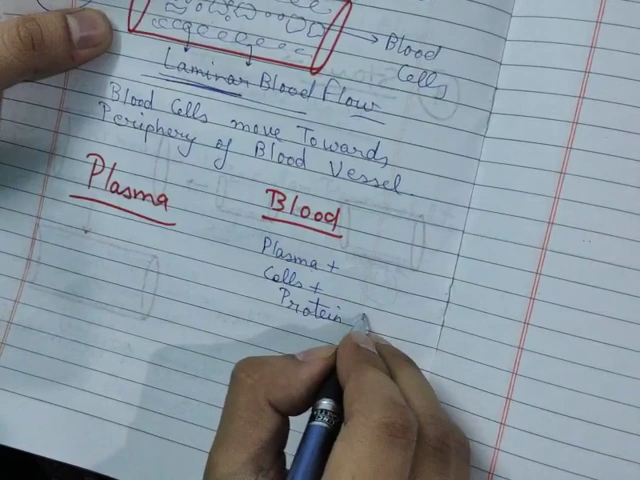 Blood
Cells
Laminar Blood Flow
Blood Cells move Towards
Periphery of Blood Vessel
Plasma
Blood
Plasma +
Cells +
Protein